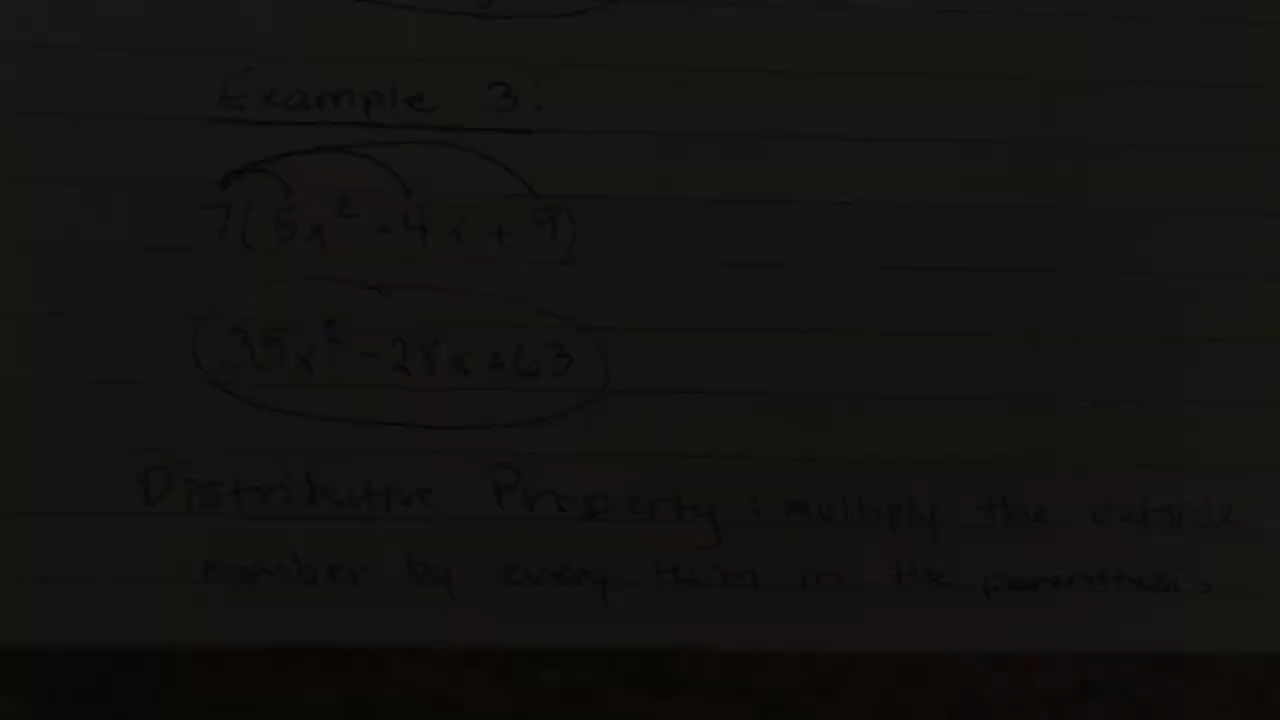 Example 3:
7(5x² - 4x + 9)
35x² - 28x + 63
Distributive Property: multiply the outside
number by every term in the parenthesis